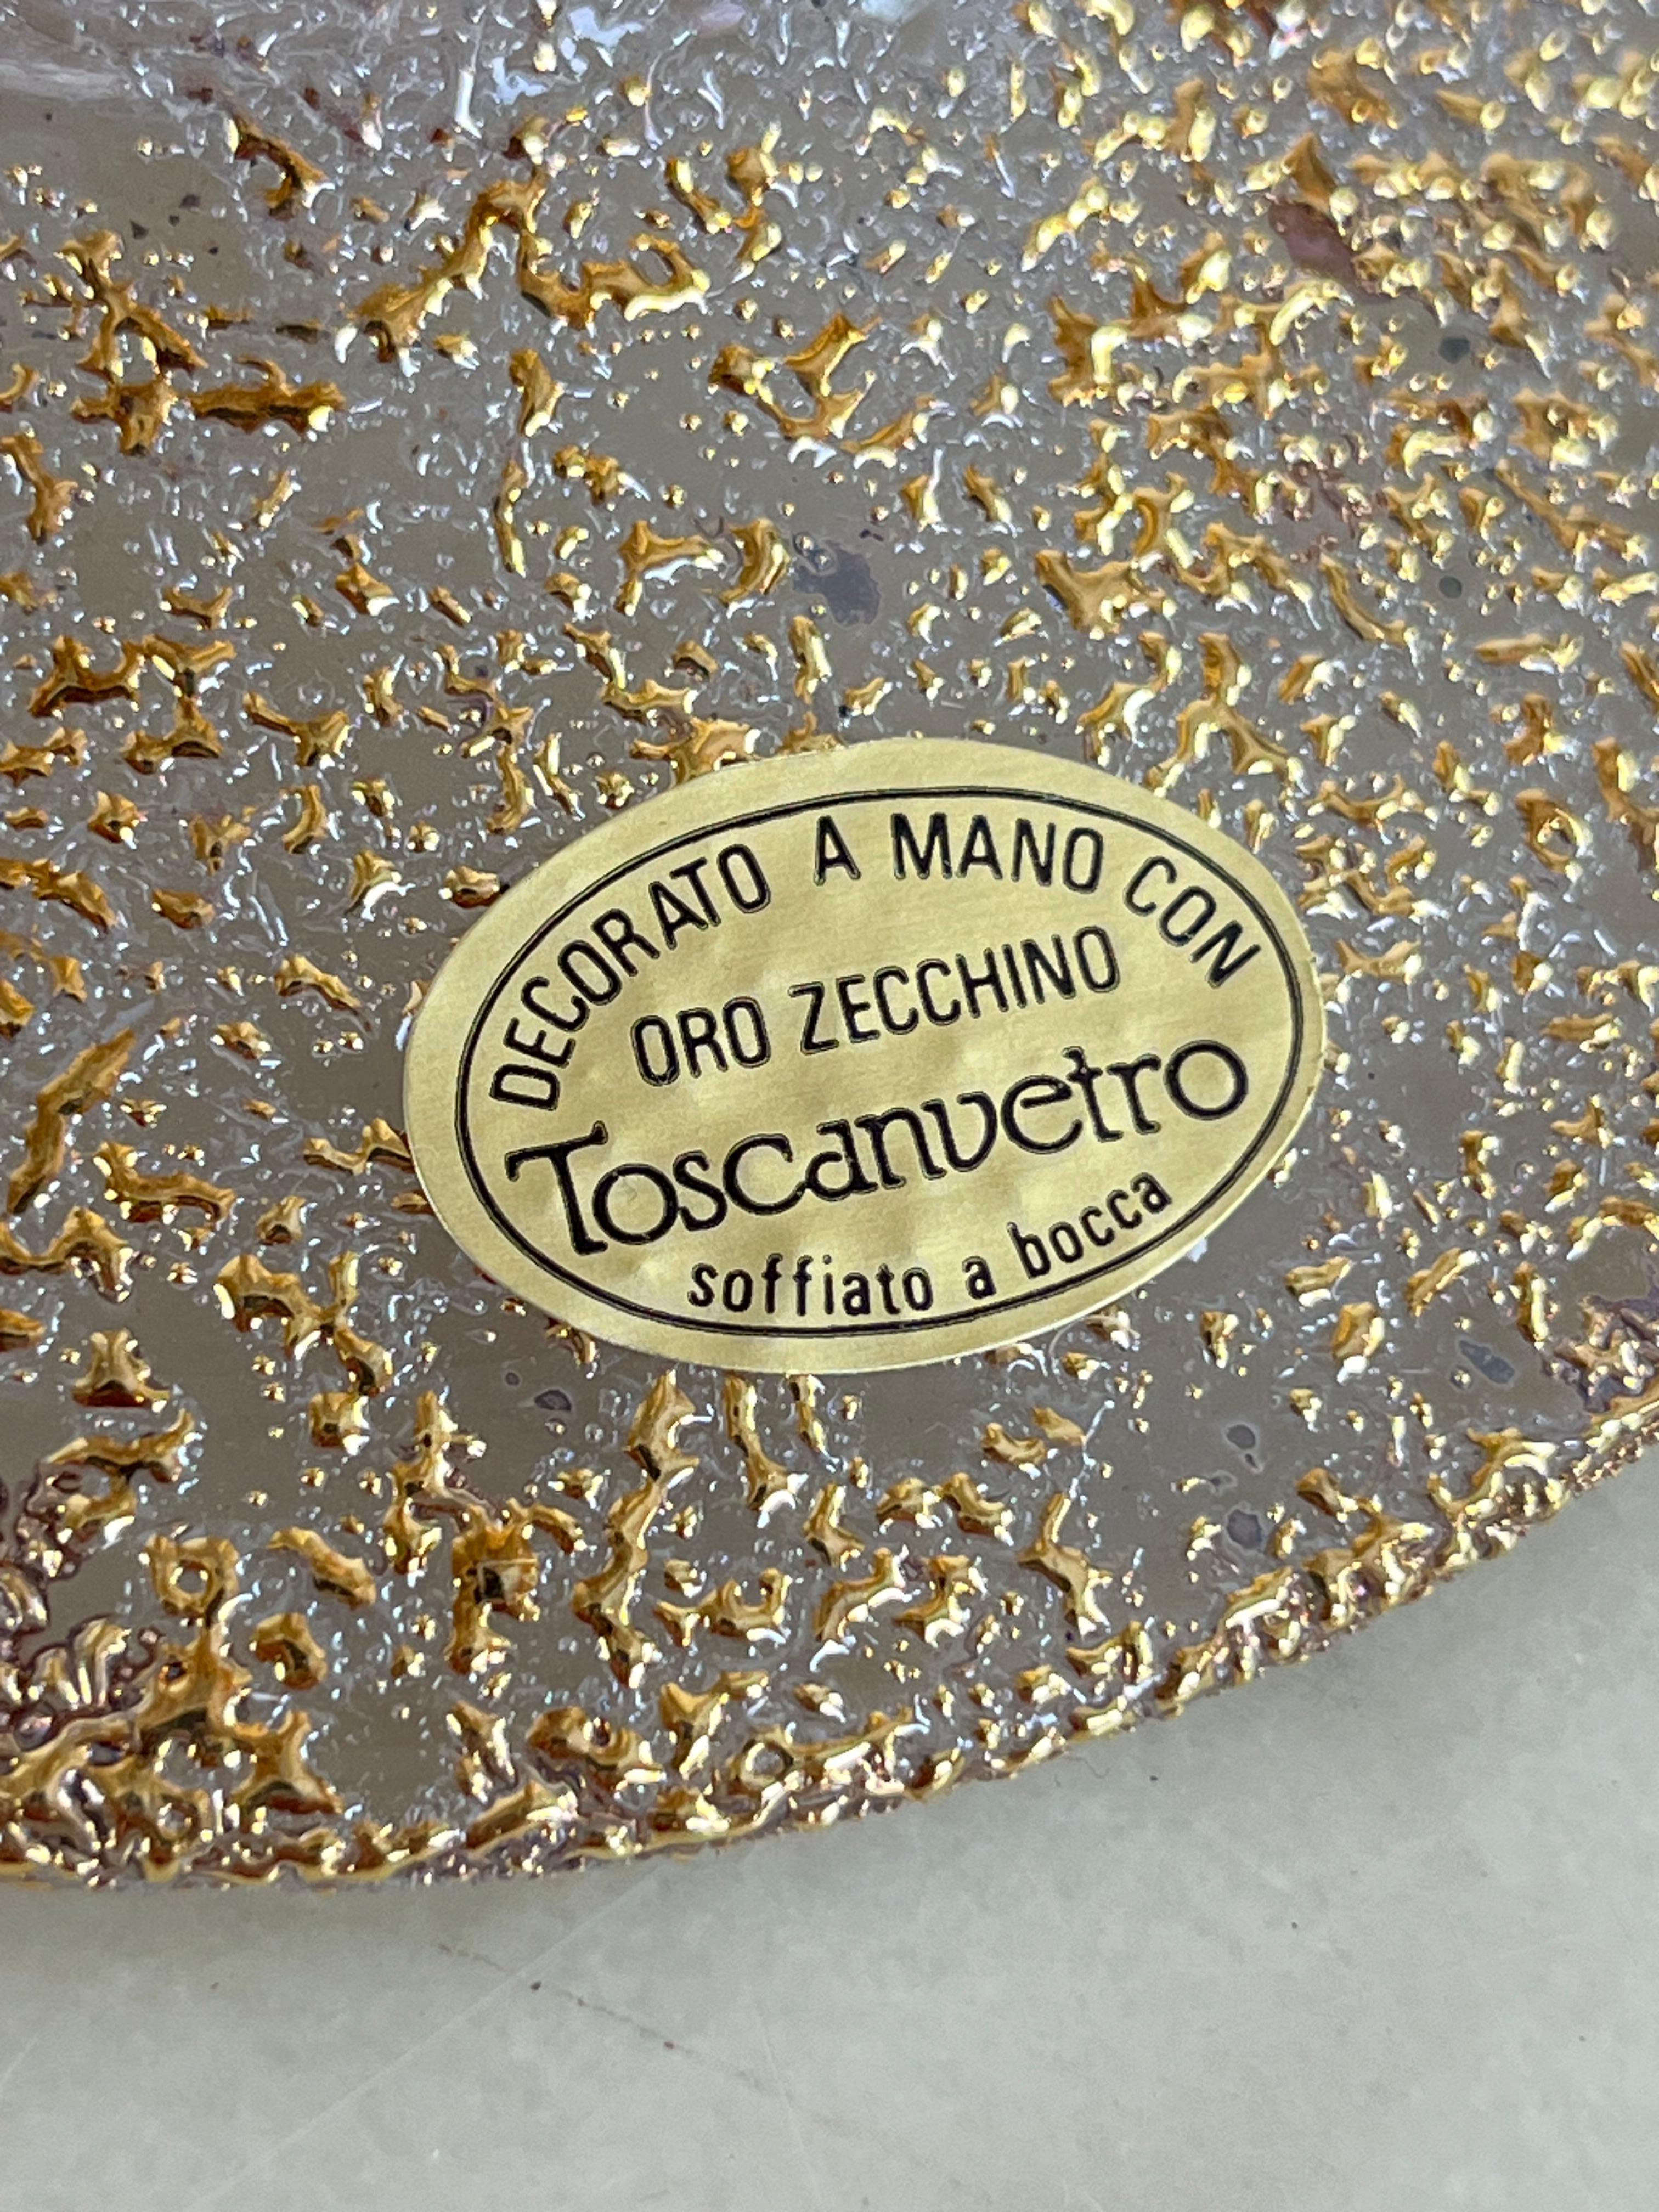 DECORATO A MANO CON
ORO ZECCHINO
Toscanvetro
soffiato a bocca